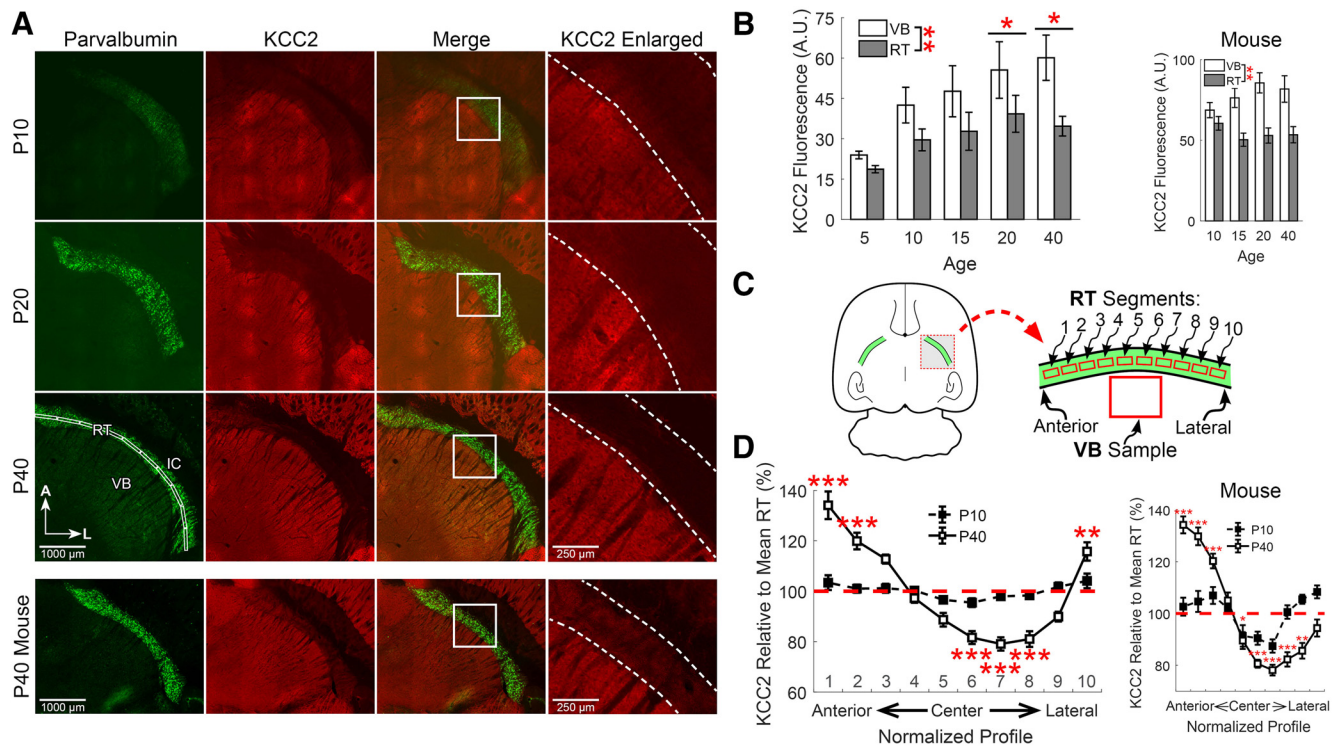 A
Parvalbumin KCC2 Merge KCC2 Enlarged
P10
P20
P40
RT
IC
VB
A
L
1000 µm
250 µm
P40 Mouse
1000 µm
250 µm
B
KCC2 Fluorescence (A.U.)
75
60
45
30
15
0
VB
RT
**
* *
5 10 15 20 40
Age
Mouse
KCC2 Fluorescence (A.U.)
100
50
0
VB
RT
**
10 15 20 40
Age
C
RT Segments:
1 2 3 4 5 6 7 8 9 10
Anterior
Lateral
VB Sample
D
KCC2 Relative to Mean RT (%)
140
120
100
80
60
P10
P40
***
***
**
*** ***
***
1 2 3 4 5 6 7 8 9 10
Anterior Center Lateral
Normalized Profile
Mouse
KCC2 Relative to Mean RT (%)
140
120
100
80
P10
P40
***
***
***
*
***
***
***
**
Anterior Center Lateral
Normalized Profile